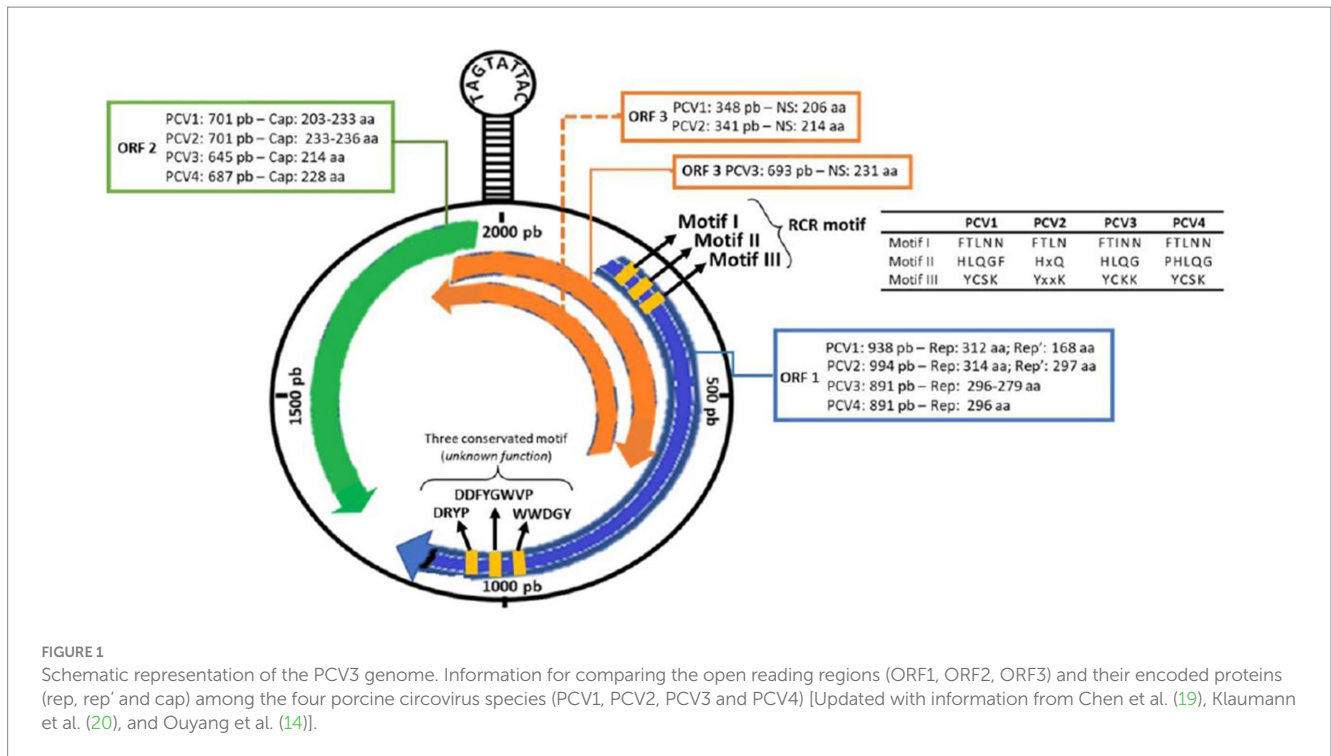 TAGTATTAC
ORF 2
PCV1: 701 pb – Cap: 203-233 aa
PCV2: 701 pb – Cap: 233-236 aa
PCV3: 645 pb – Cap: 214 aa
PCV4: 687 pb – Cap: 228 aa
ORF 3
PCV1: 348 pb – NS: 206 aa
PCV2: 341 pb – NS: 214 aa
ORF 3 PCV3: 693 pb – NS: 231 aa
2000 pb
Motif I
Motif II
Motif III
RCR motif
PCV1 PCV2 PCV3 PCV4
Motif I FTLNN FTLN FTINN FTLNN
Motif II HLQGF HxQ HLQG PHLQG
Motif III YCSK YxxK YCKK YCSK
ORF 1
PCV1: 938 pb – Rep: 312 aa; Rep': 168 aa
PCV2: 994 pb – Rep: 314 aa; Rep': 297 aa
PCV3: 891 pb – Rep: 296-279 aa
PCV4: 891 pb – Rep: 296 aa
1500 pb
500 pb
Three conservated motif
(unknown function)
DDFYGWVP
DRYP WWDGY
1000 pb
FIGURE 1
Schematic representation of the PCV3 genome. Information for comparing the open reading regions (ORF1, ORF2, ORF3) and their encoded proteins
(rep, rep' and cap) among the four porcine circovirus species (PCV1, PCV2, PCV3 and PCV4) [Updated with information from Chen et al. (19), Klaumann
et al. (20), and Ouyang et al. (14)].